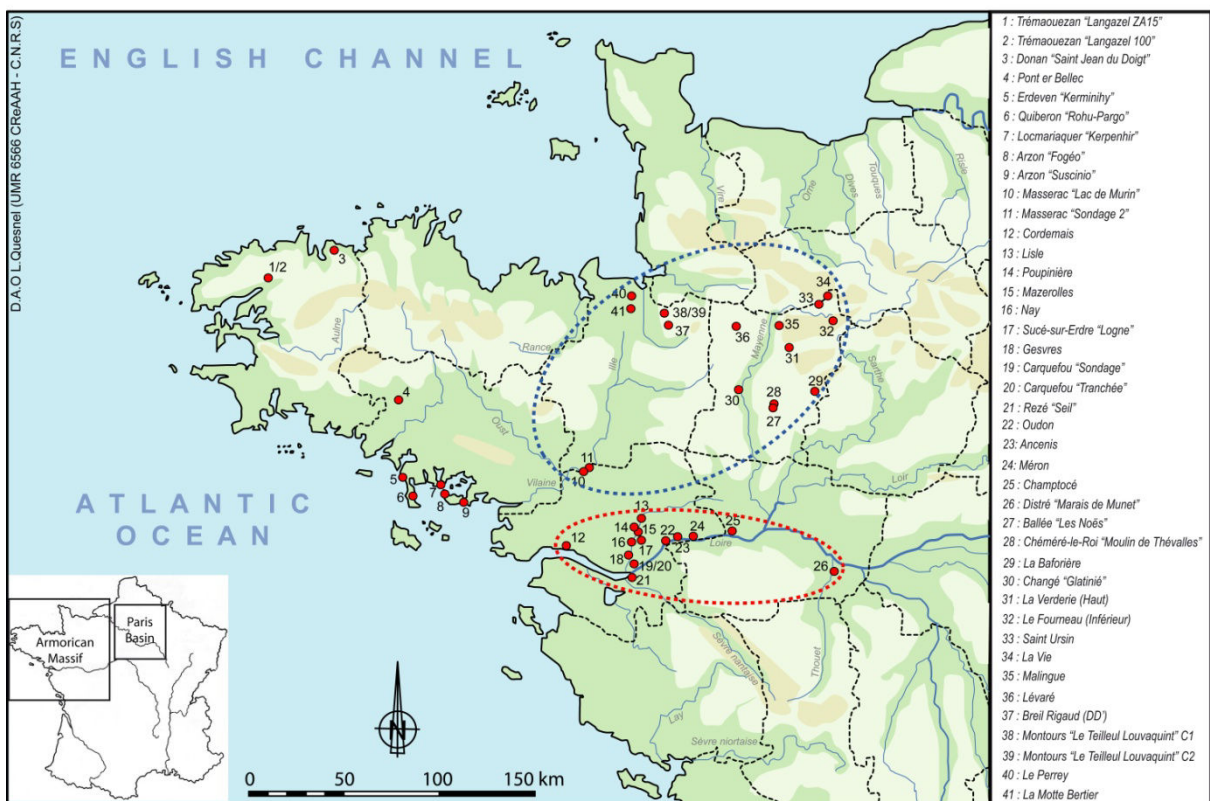 D.A.O L.Quesnel (UMR 6566 CReAAH - C.N.R.S)
ENGLISH CHANNEL
ATLANTIC
OCEAN
Vire
Orne
Dives
Touques
Risle
Aulne
Rance
Ille
Mayenne
Sarthe
Oust
Vilaine
Loir
Loire
Sèvre nantaise
Thouet
Lay
Sèvre niortaise
1/2
3
4
5
6
7
8
9
10
11
12
13
14
15
16
17
18
19/20
21
22
23
24
25
26
27
28
29
30
31
32
33
34
35
36
37
38/39
40
41
Armorican
Massif
Paris
Basin
N
0 50 100 150 km
1 : Trémaouezan "Langazel ZA15"
2 : Trémaouezan "Langazel 100"
3 : Donan "Saint Jean du Doigt"
4 : Pont er Bellec
5 : Erdeven "Kerminihy"
6 : Quiberon "Rohu-Pargo"
7 : Locmariaquer "Kerpenhir"
8 : Arzon "Fogéo"
9 : Arzon "Suscinio"
10 : Masserac "Lac de Murin"
11 : Masserac "Sondage 2"
12 : Cordemais
13 : Lisle
14 : Poupinière
15 : Mazerolles
16 : Nay
17 : Sucé-sur-Erdre "Logne"
18 : Gesvres
19 : Carquefou "Sondage"
20 : Carquefou "Tranchée"
21 : Rezé "Seil"
22 : Oudon
23: Ancenis
24: Méron
25 : Champtocé
26 : Distré "Marais de Munet"
27 : Ballée "Les Noës"
28 : Chéméré-le-Roi "Moulin de Thévalles"
29 : La Baforière
30 : Changé "Glatinié"
31 : La Verderie (Haut)
32 : Le Fourneau (Inférieur)
33 : Saint Ursin
34 : La Vie
35 : Malingue
36 : Lévaré
37 : Breil Rigaud (DD')
38 : Montours "Le Teilleul Louvaquint" C1
39 : Montours "Le Teilleul Louvaquint" C2
40 : Le Perrey
41 : La Motte Bertier